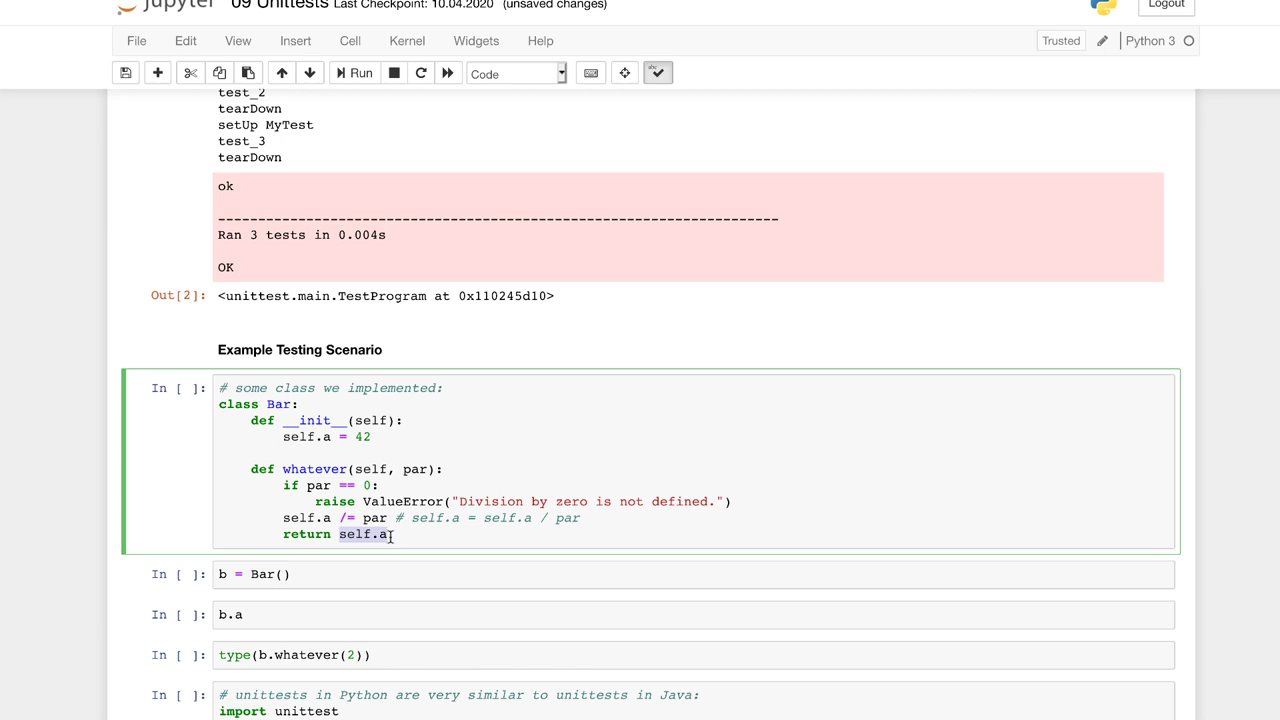 Jupyter 09 Unittests Last Checkpoint: 10.04.2020 (unsaved changes) Logout
File Edit View Insert Cell Kernel Widgets Help Trusted Python 3
Run Code
test_2
tearDown
setUp MyTest
test_3
tearDown
ok
----------------------------------------------------------------------
Ran 3 tests in 0.004s
OK
Out[2]: <unittest.main.TestProgram at 0x110245d10>
Example Testing Scenario
In [ ]: # some class we implemented:
class Bar:
def __init__(self):
self.a = 42
def whatever(self, par):
if par == 0:
raise ValueError("Division by zero is not defined.")
self.a /= par # self.a = self.a / par
return self.a
In [ ]: b = Bar()
In [ ]: b.a
In [ ]: type(b.whatever(2))
In [ ]: # unittests in Python are very similar to unittests in Java:
import unittest